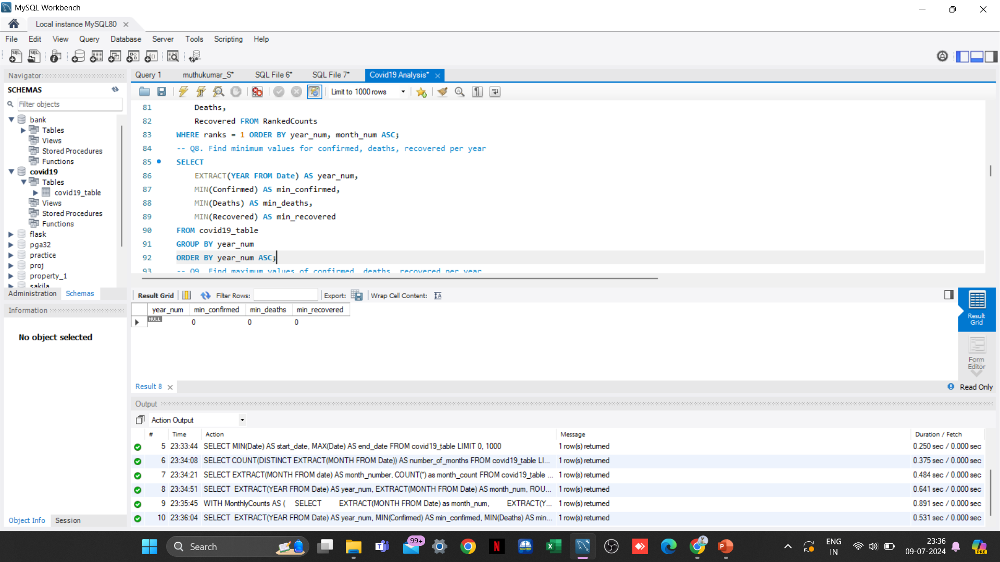 MySQL Workbench
Local instance MySQL80
File Edit View Query Database Server Tools Scripting Help
Navigator
SCHEMAS
Filter objects
bank
Tables
Views
Stored Procedures
Functions
covid19
Tables
covid19_table
Views
Stored Procedures
Functions
flask
pga32
practice
proj
property_1
sakila
Administration Schemas
Information
No object selected
Object Info Session
Query 1 muthukumar_S* SQL File 6* SQL File 7* Covid19 Analysis*
Limit to 1000 rows
81 Deaths,
82 Recovered FROM RankedCounts
83 WHERE ranks = 1 ORDER BY year_num, month_num ASC;
84 -- Q8. Find minimum values for confirmed, deaths, recovered per year
85 SELECT
86 EXTRACT(YEAR FROM Date) AS year_num,
87 MIN(Confirmed) AS min_confirmed,
88 MIN(Deaths) AS min_deaths,
89 MIN(Recovered) AS min_recovered
90 FROM covid19_table
91 GROUP BY year_num
92 ORDER BY year_num ASC;
93 -- Q9. Find maximum values of confirmed, deaths, recovered per year
Result Grid Filter Rows: Export: Wrap Cell Content:
year_num min_confirmed min_deaths min_recovered
NULL 0 0 0
Result Grid
Form Editor
Result 8
Read Only
Output
Action Output
# Time Action Message Duration / Fetch
5 23:33:44 SELECT MIN(Date) AS start_date, MAX(Date) AS end_date FROM covid19_table LIMIT 0, 1000 1 row(s) returned 0.250 sec / 0.000 sec
6 23:34:08 SELECT COUNT(DISTINCT EXTRACT(MONTH FROM Date)) AS number_of_months FROM covid19_table LI... 1 row(s) returned 0.375 sec / 0.000 sec
7 23:34:21 SELECT EXTRACT(MONTH FROM date) AS month_number, COUNT(*) as month_count FROM covid19_table ... 1 row(s) returned 0.484 sec / 0.000 sec
8 23:34:51 SELECT EXTRACT(YEAR FROM Date) AS year_num, EXTRACT(MONTH FROM Date) AS month_num, ROU... 1 row(s) returned 0.641 sec / 0.000 sec
9 23:35:45 WITH MonthlyCounts AS ( SELECT EXTRACT(MONTH FROM Date) as month_num, EXTRACT(Y... 1 row(s) returned 0.891 sec / 0.000 sec
10 23:36:04 SELECT EXTRACT(YEAR FROM Date) AS year_num, MIN(Confirmed) AS min_confirmed, MIN(Deaths) AS min... 1 row(s) returned 0.531 sec / 0.000 sec
Search
99+
ENG
IN
23:36
09-07-2024
PRE